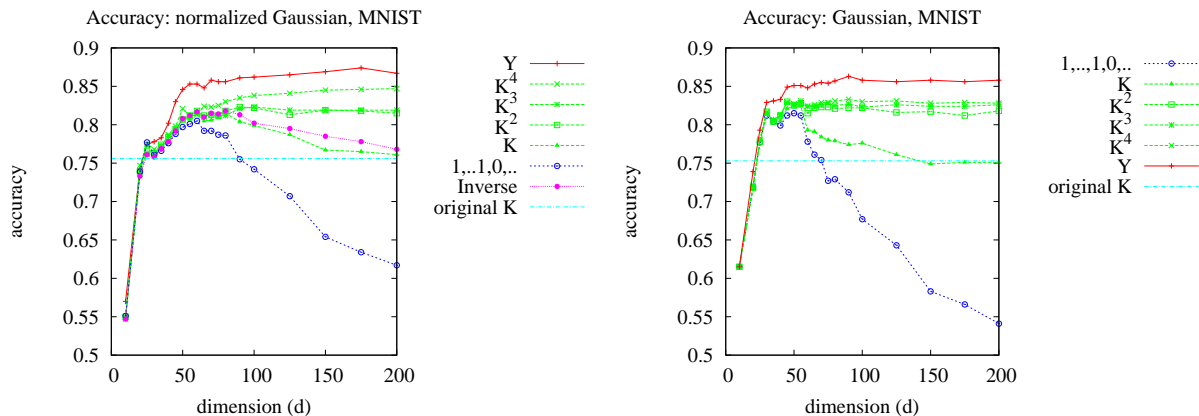 Accuracy: normalized Gaussian, MNIST
0.9
0.85
0.8
0.75
0.7
0.65
0.6
0.55
0.5
0 50 100 150 200
accuracy
dimension (d)
Y
K^4
K^3
K^2
K
1,..1,0,..
Inverse
original K
Accuracy: Gaussian, MNIST
0.9
0.85
0.8
0.75
0.7
0.65
0.6
0.55
0.5
0 50 100 150 200
accuracy
dimension (d)
1,..,1,0,..
K
K^2
K^3
K^4
Y
original K